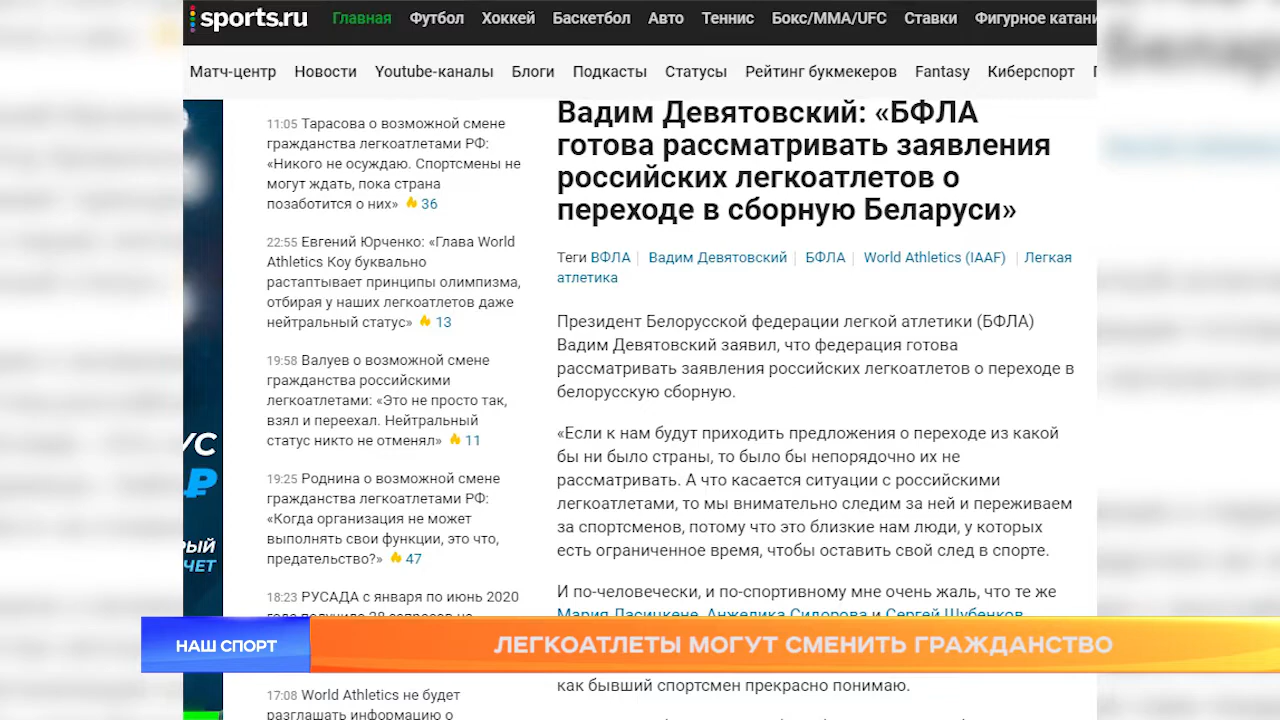 sports.ru
Главная Футбол Хоккей Баскетбол Авто Теннис Бокс/MMA/UFC Ставки Фигурное катани
Матч-центр Новости Youtube-каналы Блоги Подкасты Статусы Рейтинг букмекеров Fantasy Киберспорт
11:05 Тарасова о возможной смене
гражданства легкоатлетами РФ:
«Никого не осуждаю. Спортсмены не
могут ждать, пока страна
позаботится о них» 36
22:55 Евгений Юрченко: «Глава World
Athletics Коу буквально
растаптывает принципы олимпизма,
отбирая у наших легкоатлетов даже
нейтральный статус» 13
19:58 Валуев о возможной смене
гражданства российскими
легкоатлетами: «Это не просто так,
взял и переехал. Нейтральный
статус никто не отменял» 11
19:25 Роднина о возможной смене
гражданства легкоатлетами РФ:
«Когда организация не может
выполнять свои функции, это что,
предательство?» 47
18:23 РУСАДА с января по июнь 2020
17:08 World Athletics не будет
разглашать информацию о
Вадим Девятовский: «БФЛА
готова рассматривать заявления
российских легкоатлетов о
переходе в сборную Беларуси»
Теги ВФЛА Вадим Девятовский БФЛА World Athletics (IAAF) Легкая
атлетика
Президент Белорусской федерации легкой атлетики (БФЛА)
Вадим Девятовский заявил, что федерация готова
рассматривать заявления российских легкоатлетов о переходе в
белорусскую сборную.
«Если к нам будут приходить предложения о переходе из какой
бы ни было страны, то было бы непорядочно их не
рассматривать. А что касается ситуации с российскими
легкоатлетами, то мы внимательно следим за ней и переживаем
за спортсменов, потому что это близкие нам люди, у которых
есть ограниченное время, чтобы оставить свой след в спорте.
И по-человечески, и по-спортивному мне очень жаль, что те же
Мария Ласицкене, Анжелика Сидорова и Сергей Шубенков
как бывший спортсмен прекрасно понимаю.
НАШ СПОРТ
ЛЕГКОАТЛЕТЫ МОГУТ СМЕНИТЬ ГРАЖДАНСТВО